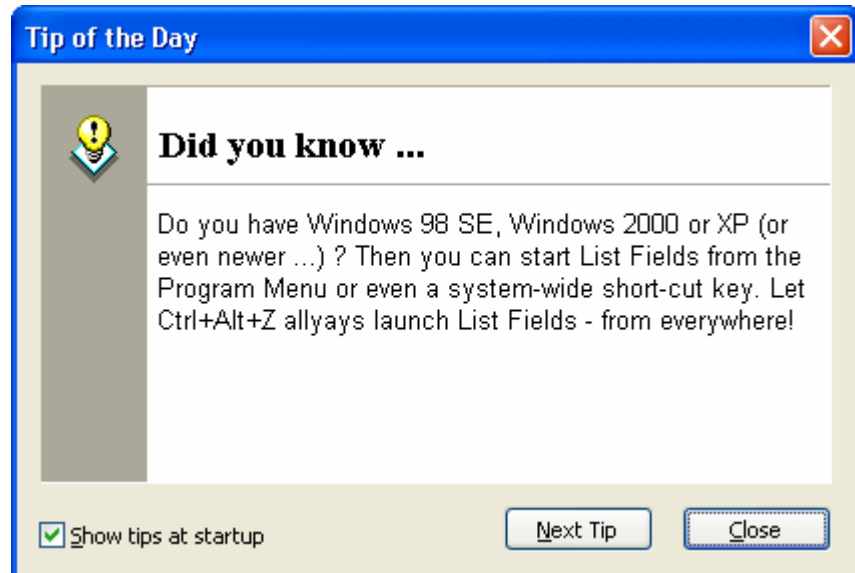 Tip of the Day
Did you know ...
Do you have Windows 98 SE, Windows 2000 or XP (or
even newer ...) ? Then you can start List Fields from the
Program Menu or even a system-wide short-cut key. Let
Ctrl+Alt+Z allyays launch List Fields - from everywhere!
Show tips at startup
Next Tip
Close